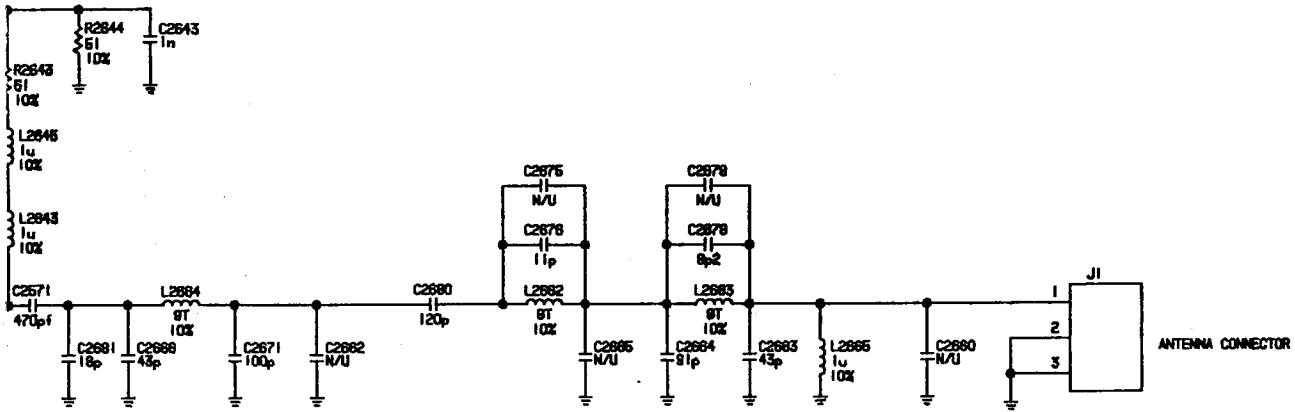 R2644
51
10%
C2643
1n
R2643
51
10%
L2645
1u
10%
L2643
1u
10%
C2675
N/U
C2676
11p
C2679
N/U
C2678
8p2
J1
C2571
470pf
L2664
9T
10%
C2680
120p
L2662
9T
10%
L2663
9T
10%
1
2
3
ANTENNA CONNECTOR
C2681
18p
C2668
43p
C2671
100p
C2662
N/U
C2665
N/U
C2664
91p
C2663
43p
L2665
1u
10%
C2660
N/U